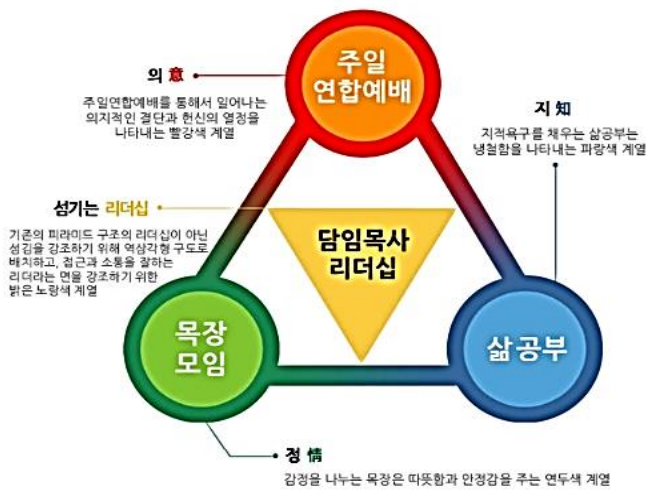 주일
연합예배
의 意
주일연합예배를 통해서 일어나는
의지적인 결단과 헌신의 열정을
나타내는 빨강색 계열
지 知
지적욕구를 채우는 삶공부는
냉철함을 나타내는 파랑색 계열
섬기는 리더십
기존의 피라미드 구조의 리더십이 아닌
섬김을 강조하기 위해 역삼각형 구도로
배치하고, 접근과 소통을 잘하는
리더라는 면을 강조하기 위한
밝은 노랑색 계열
담임목사
리더십
목장
모임
삶공부
정 情
감정을 나누는 목장은 따뜻함과 안정감을 주는 연두색 계열